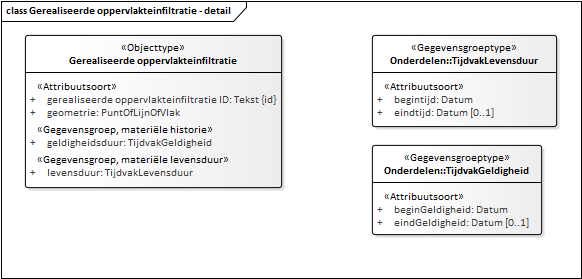 class Gerealiseerde oppervlakteinfiltratie - detail
«Objecttype»
Gerealiseerde oppervlakteinfiltratie
«Attribuutsoort»
+ gerealiseerde oppervlakteinfiltratie ID: Tekst {id}
+ geometrie: PuntOfLijnOfVlak
«Gegevensgroep, materiële historie»
+ geldigheidsduur: TijdvakGeldigheid
«Gegevensgroep, materiële levensduur»
+ levensduur: TijdvakLevensduur
«Gegevensgroeptype»
Onderdelen::TijdvakLevensduur
«Attribuutsoort»
+ begintijd: Datum
+ eindtijd: Datum [0..1]
«Gegevensgroeptype»
Onderdelen::TijdvakGeldigheid
«Attribuutsoort»
+ beginGeldigheid: Datum
+ eindGeldigheid: Datum [0..1]